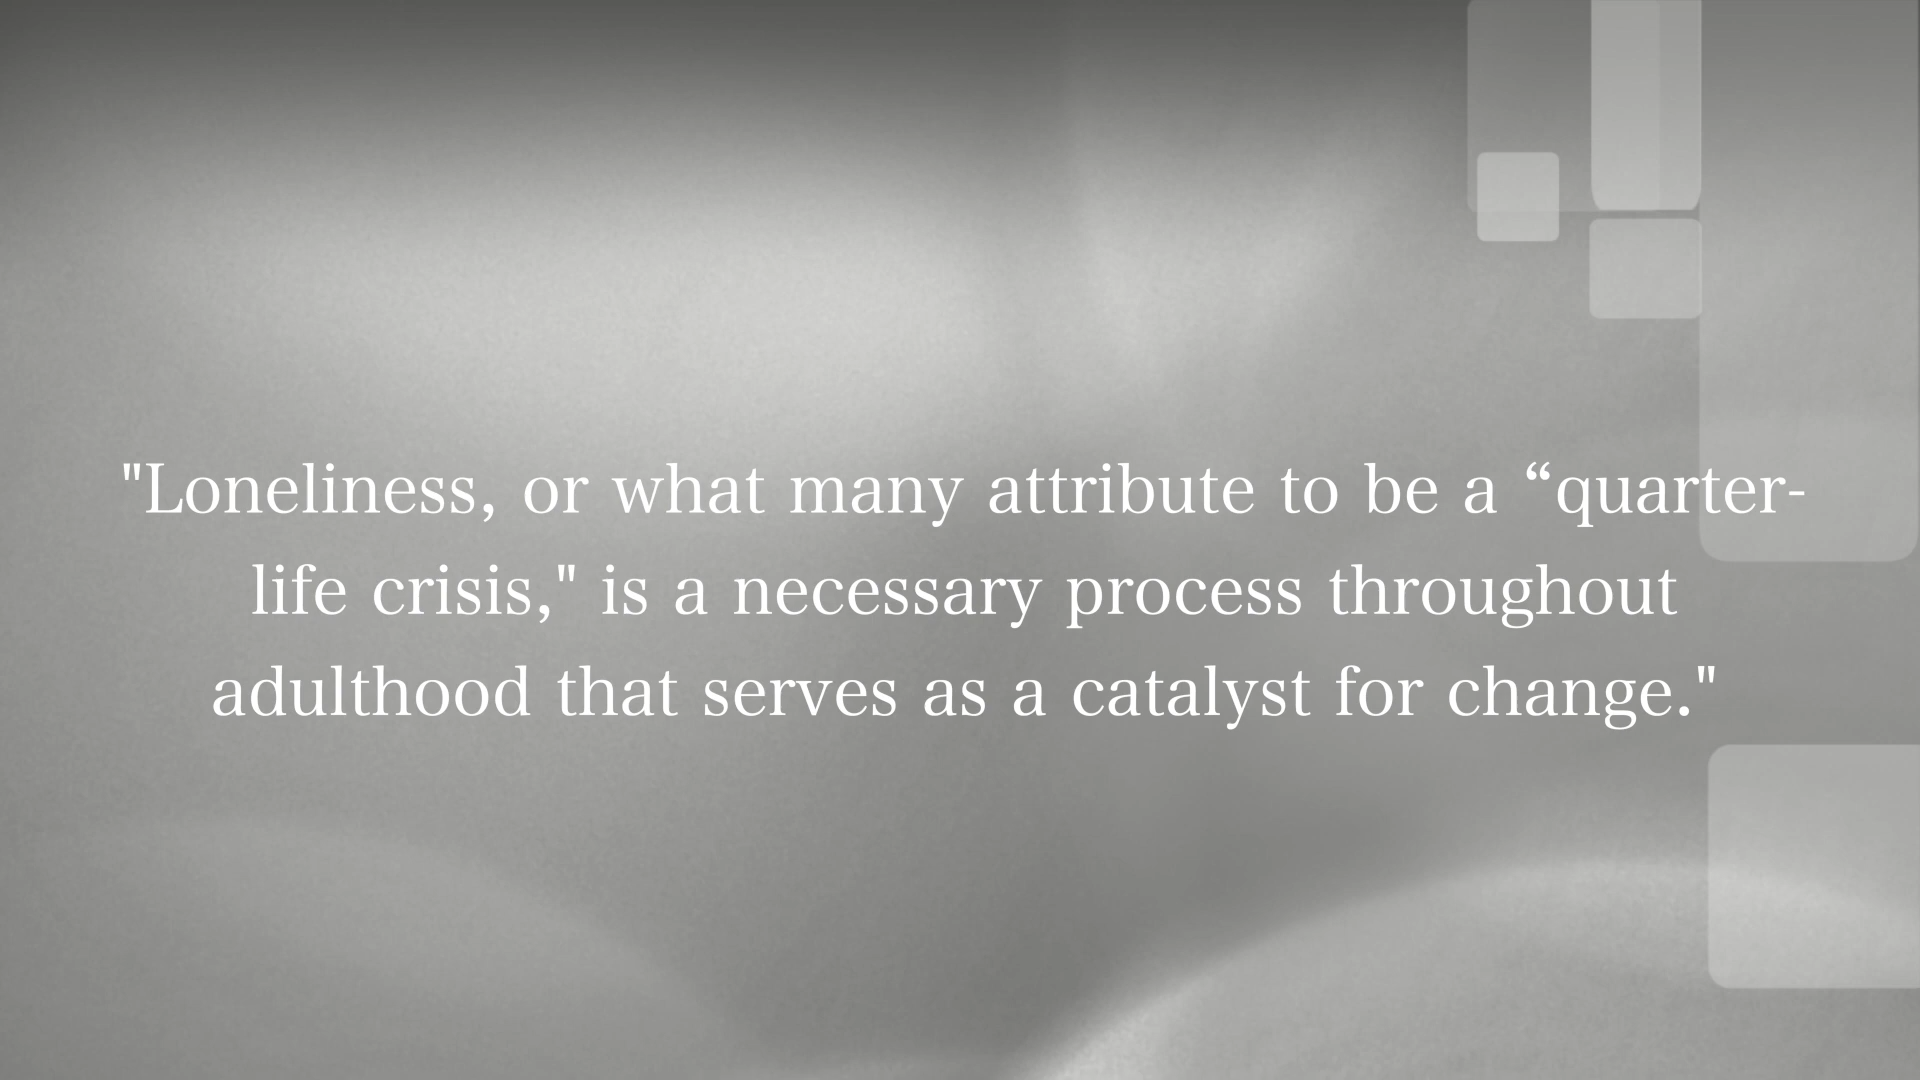 "Loneliness, or what many attribute to be a “quarter-
life crisis," is a necessary process throughout
adulthood that serves as a catalyst for change."